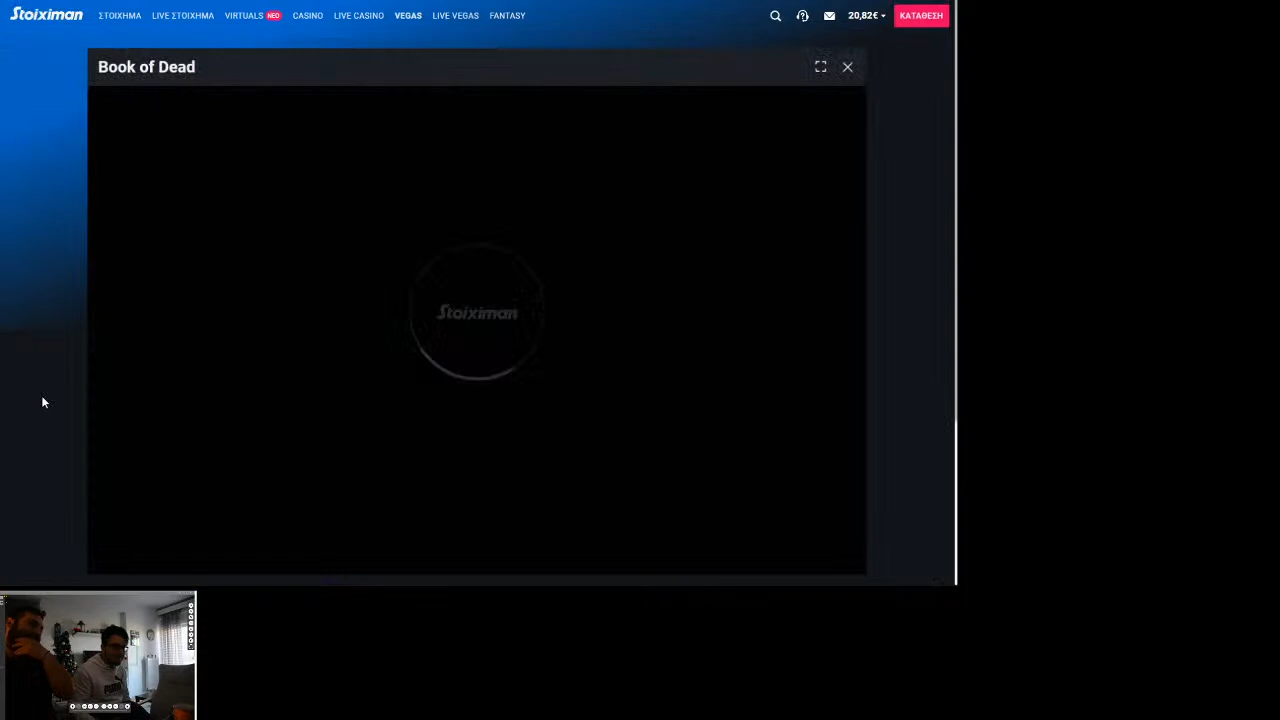 Stoiximan ΣΤΟΙΧΗΜΑ LIVE ΣΤΟΙΧΗΜΑ VIRTUALS ΝΕΟ CASINO LIVE CASINO VEGAS LIVE VEGAS FANTASY 20,82€ ΚΑΤΑΘΕΣΗ
Book of Dead
Stoiximan
PUMA